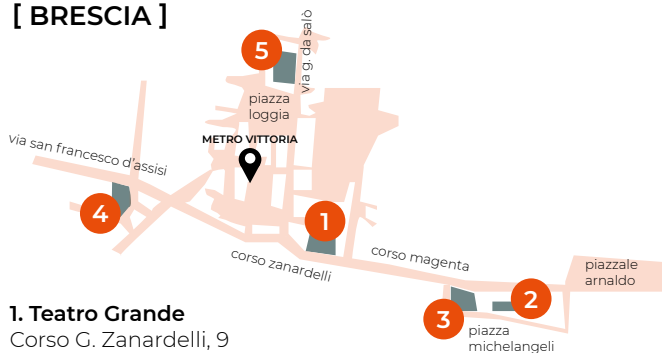 [ BRESCIA ]
5
via g. da salò
piazza
loggia
METRO VITTORIA
via san francesco d'assisi
4
1
corso zanardelli
corso magenta
piazzale
arnaldo
2
3
piazza
michelangeli
1. Teatro Grande
Corso G. Zanardelli, 9